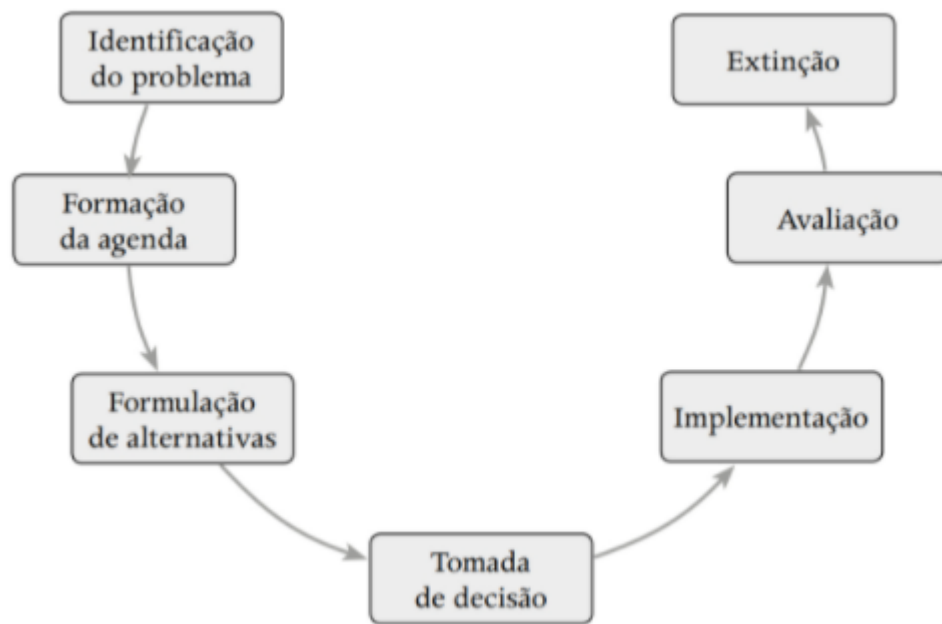 Identificação
do problema
Formação
da agenda
Formulação
de alternativas
Tomada
de decisão
Implementação
Avaliação
Extinção